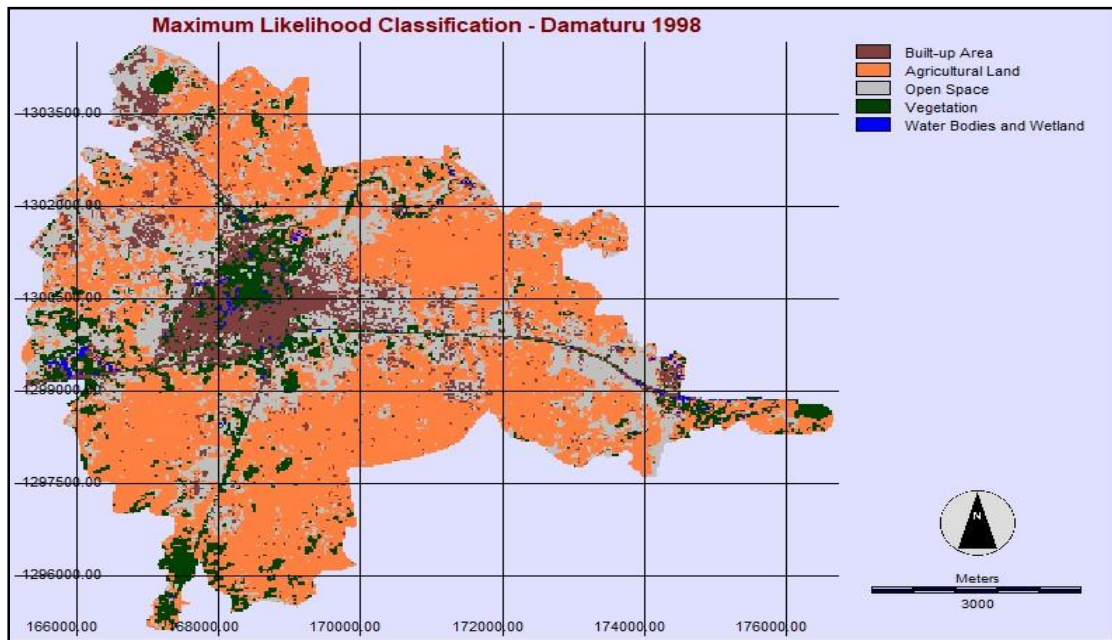 Maximum Likelihood Classification - Damaturu 1998
Built-up Area
Agricultural Land
Open Space
Vegetation
Water Bodies and Wetland
1303500.00
1302000.00
1300500.00
1299000.00
1297500.00
1296000.00
N
Meters
3000
166000.00 168000.00 170000.00 172000.00 174000.00 176000.00